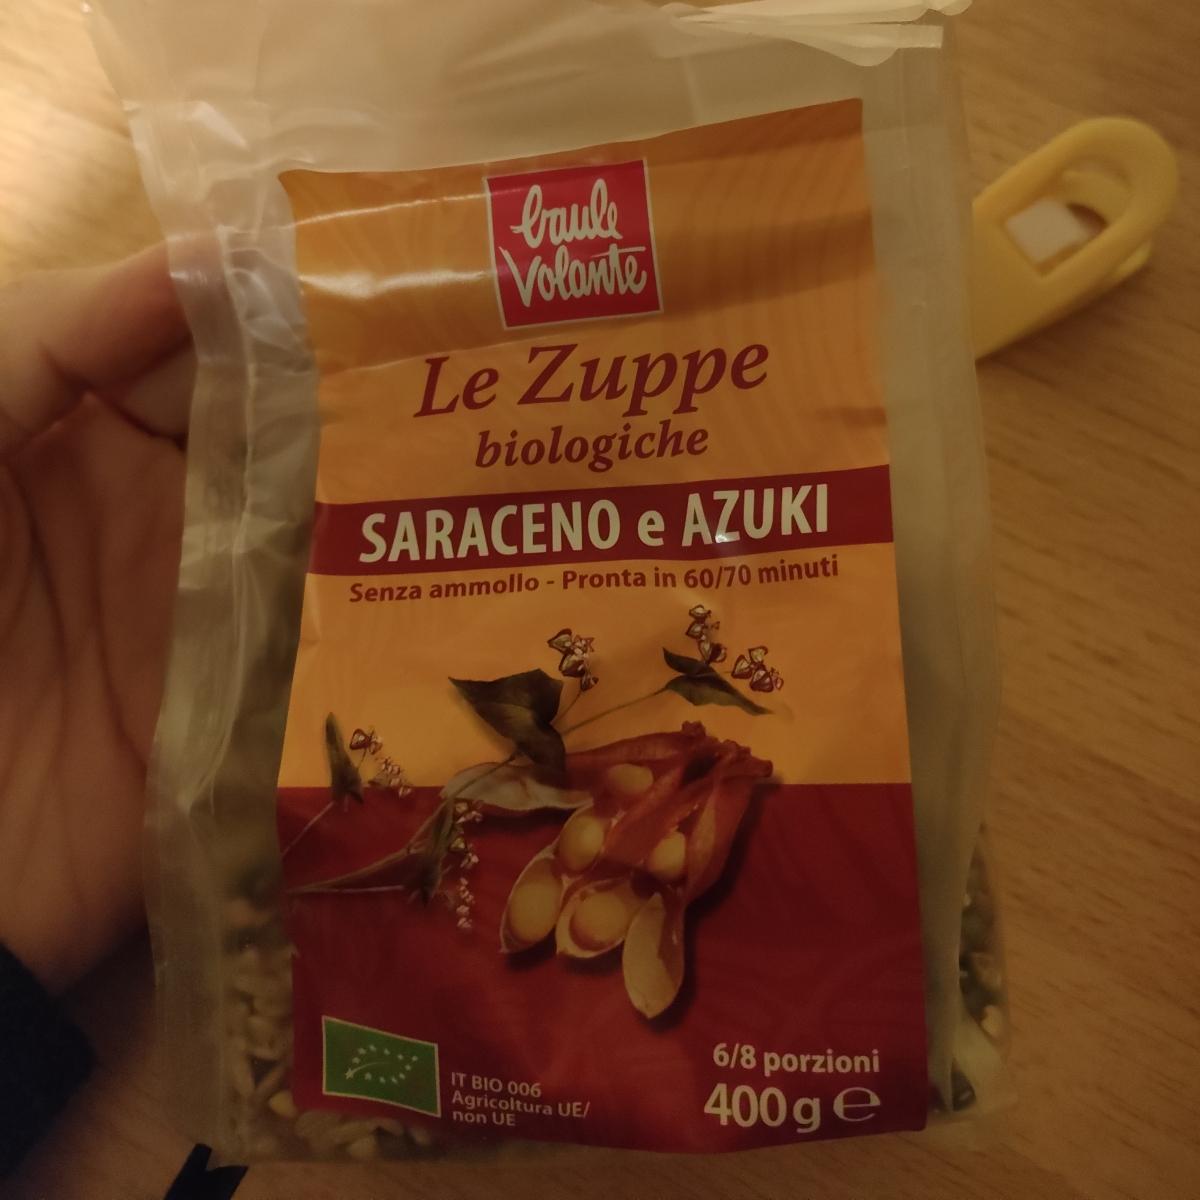 baule
volante
Le Zuppe
biologiche
SARACENO e AZUKI
Senza ammollo - Pronta in 60/70 minuti
IT BIO 006
Agricoltura UE/
non UE
6/8 porzioni
400g ℮